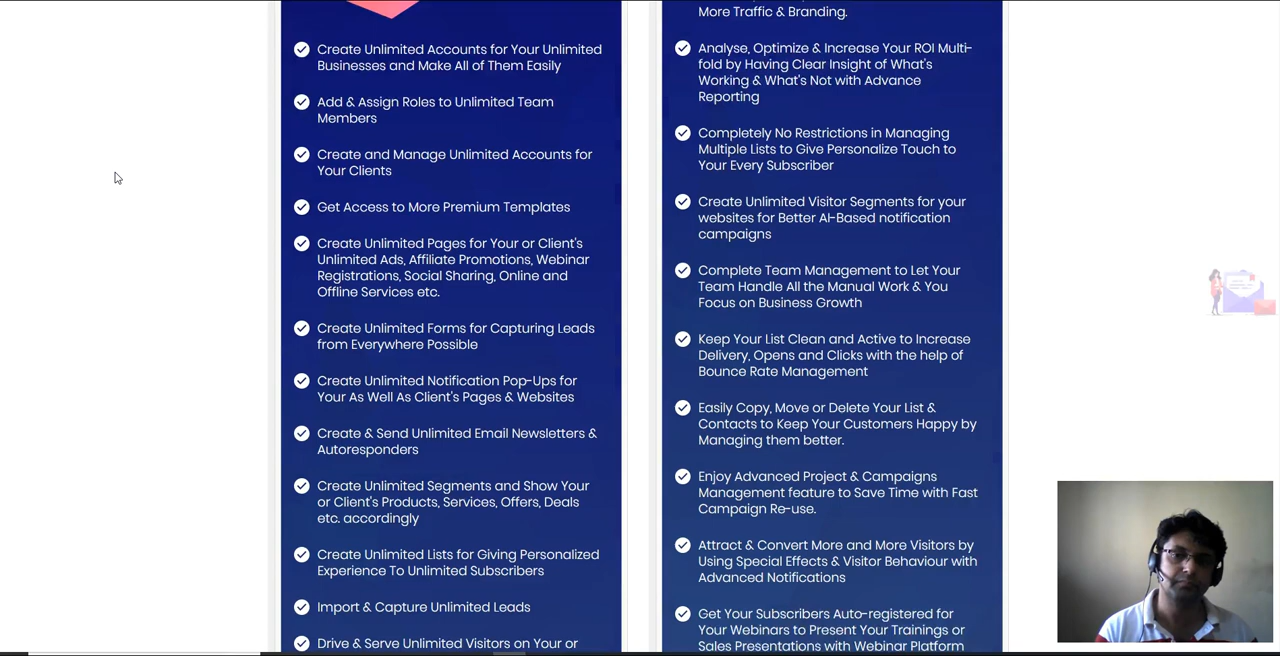 Create Unlimited Accounts for Your Unlimited
Businesses and Make All of Them Easily
Add & Assign Roles to Unlimited Team
Members
Create and Manage Unlimited Accounts for
Your Clients
Get Access to More Premium Templates
Create Unlimited Pages for Your or Client's
Unlimited Ads, Affiliate Promotions, Webinar
Registrations, Social Sharing, Online and
Offline Services etc.
Create Unlimited Forms for Capturing Leads
from Everywhere Possible
Create Unlimited Notification Pop-Ups for
Your As Well As Client's Pages & Websites
Create & Send Unlimited Email Newsletters &
Autoresponders
Create Unlimited Segments and Show Your
or Client's Products, Services, Offers, Deals
etc. accordingly
Create Unlimited Lists for Giving Personalized
Experience To Unlimited Subscribers
Import & Capture Unlimited Leads
Drive & Serve Unlimited Visitors on Your or
More Traffic & Branding.
Analyse, Optimize & Increase Your ROI Multi-
fold by Having Clear Insight of What's
Working & What's Not with Advance
Reporting
Completely No Restrictions in Managing
Multiple Lists to Give Personalize Touch to
Your Every Subscriber
Create Unlimited Visitor Segments for your
websites for Better AI-Based notification
campaigns
Complete Team Management to Let Your
Team Handle All the Manual Work & You
Focus on Business Growth
Keep Your List Clean and Active to Increase
Delivery, Opens and Clicks with the help of
Bounce Rate Management
Easily Copy, Move or Delete Your List &
Contacts to Keep Your Customers Happy by
Managing them better.
Enjoy Advanced Project & Campaigns
Management feature to Save Time with Fast
Campaign Re-use.
Attract & Convert More and More Visitors by
Using Special Effects & Visitor Behaviour with
Advanced Notifications
Get Your Subscribers Auto-registered for
Your Webinars to Present Your Trainings or
Sales Presentations with Webinar Platform